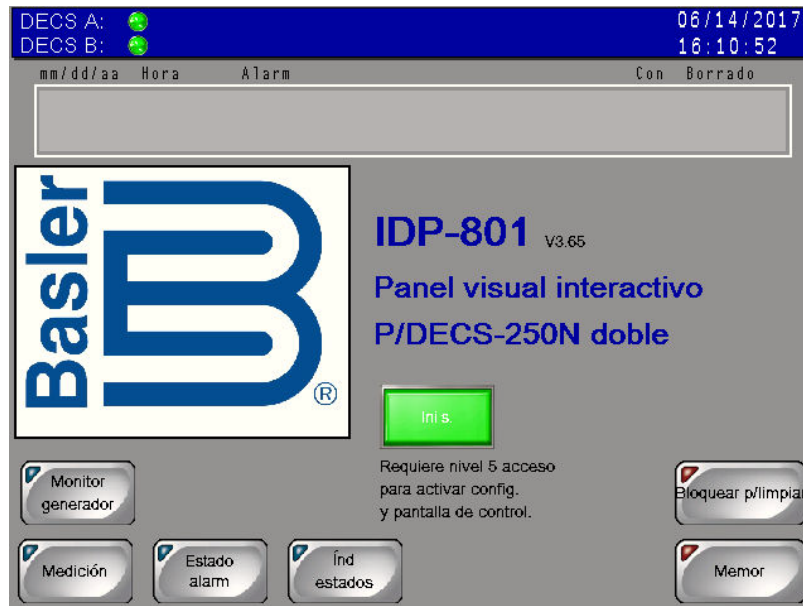 DECS A:
DECS B:
06/14/2017
16:10:52
mm/dd/aa Hora Alarm Con Borrado
Basler
®
IDP-801 V3.65
Panel visual interactivo
P/DECS-250N doble
Ini s.
Requiere nivel 5 acceso
para activar config.
y pantalla de control.
Monitor
generador
Bloquear p/limpiar
Medición
Estado
alarm
Índ
estados
Memor